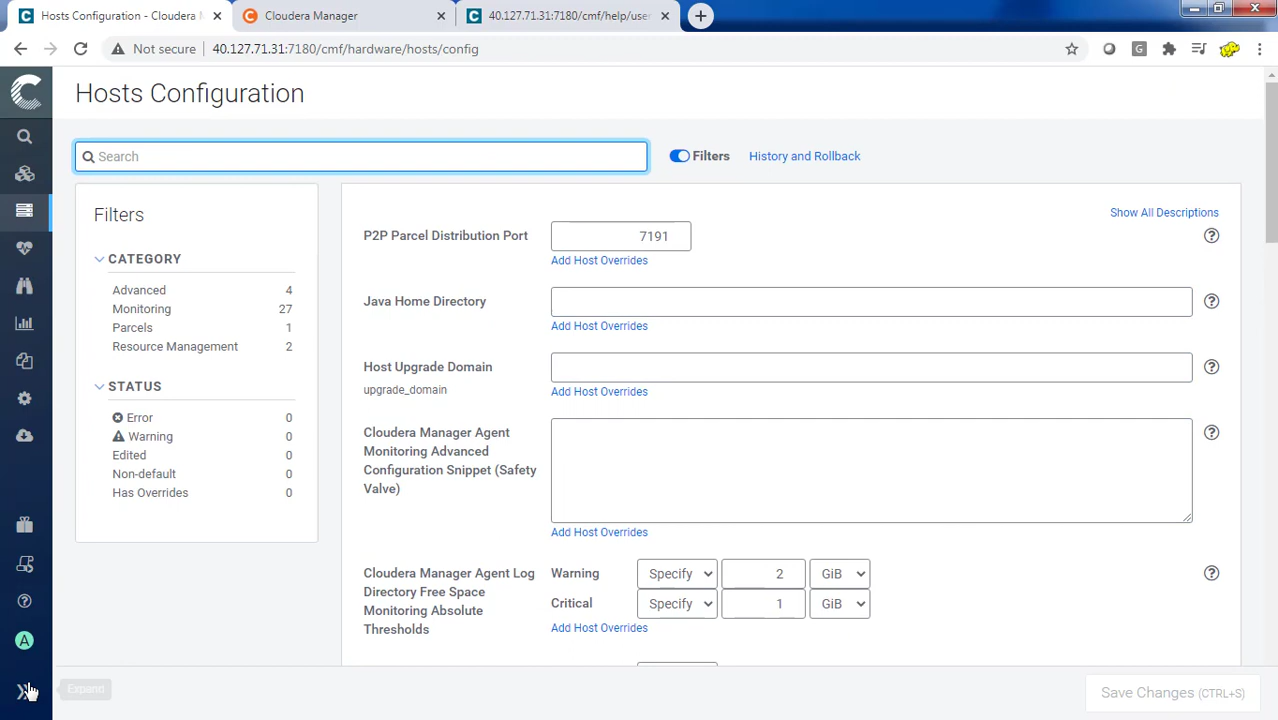 Hosts Configuration - Cloudera M
Cloudera Manager
40.127.71.31:7180/cmf/help/use
Not secure
40.127.71.31:7180/cmf/hardware/hosts/config
Hosts Configuration
Search
Filters
History and Rollback
Filters
CATEGORY
Advanced 4
Monitoring 27
Parcels 1
Resource Management 2
STATUS
Error 0
Warning 0
Edited 0
Non-default 0
Has Overrides 0
Show All Descriptions
P2P Parcel Distribution Port
7191
Add Host Overrides
Java Home Directory
Add Host Overrides
Host Upgrade Domain
upgrade_domain
Add Host Overrides
Cloudera Manager Agent
Monitoring Advanced
Configuration Snippet (Safety
Valve)
Add Host Overrides
Cloudera Manager Agent Log
Directory Free Space
Monitoring Absolute
Thresholds
Warning Specify 2 GiB
Critical Specify 1 GiB
Add Host Overrides
A
Expand
Save Changes (CTRL+S)